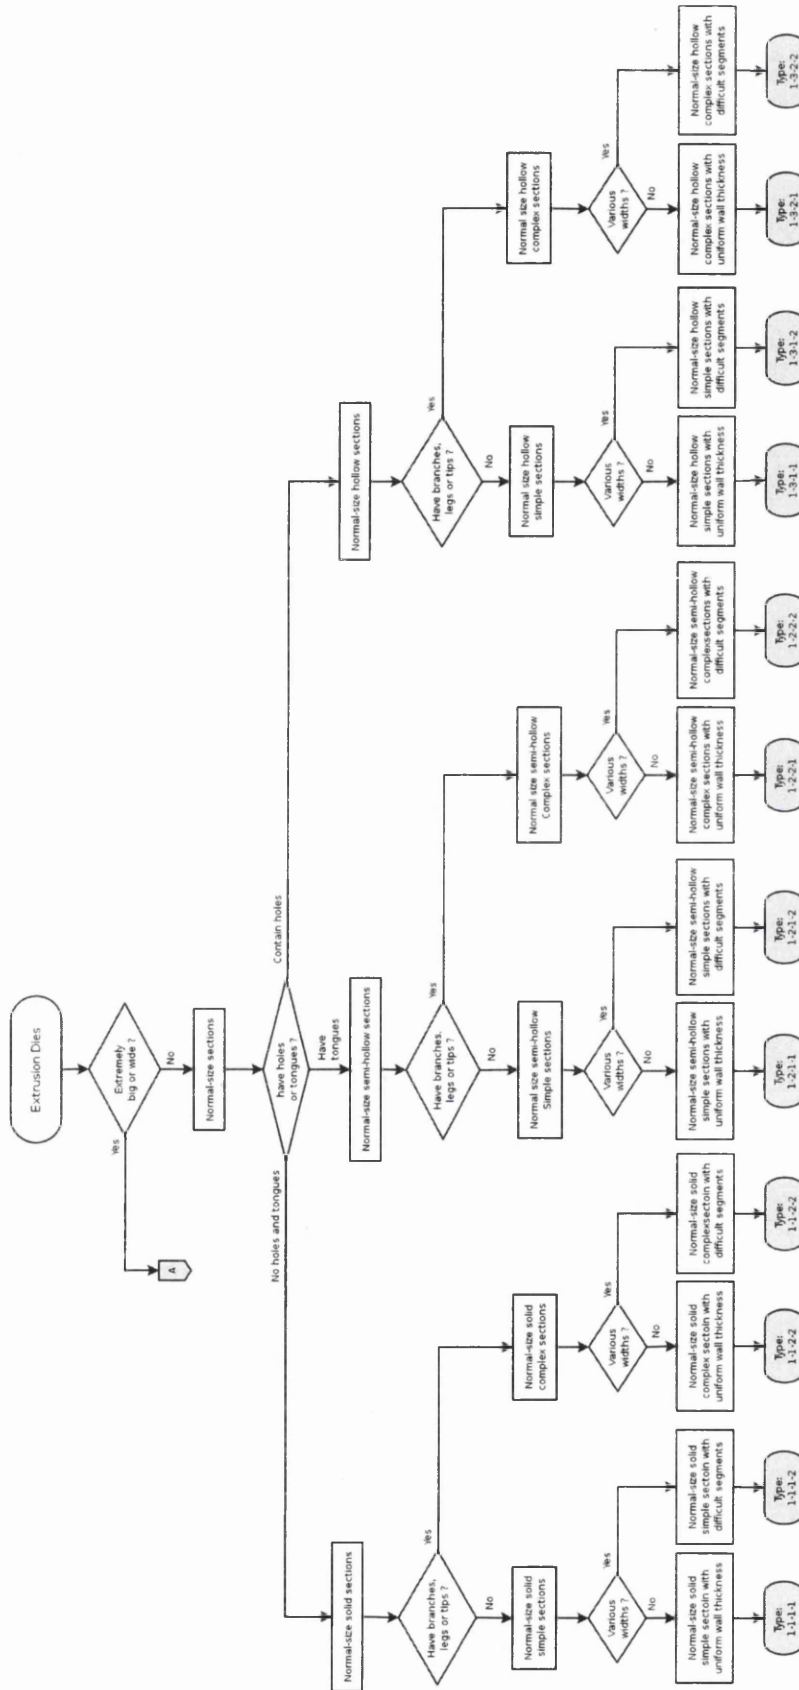 Extrusion Dies
Extremely
big or wide ?
Yes
No
A
Normal-size sections
have holes
or tongues ?
No holes and tongues
Have
tongues
Contain holes
Normal-size solid sections
Normal-size semi-hollow sections
Normal-size hollow sections
Have branches,
legs or tips ?
Yes
No
Have branches,
legs or tips ?
Yes
No
Have branches,
legs or tips ?
Yes
No
Normal-size solid
simple sections
Normal-size solid
complex sections
Normal size semi-hollow
Simple sections
Normal size semi-hollow
Complex sections
Normal size hollow
simple sections
Normal size hollow
complex sections
Various
widths ?
Yes
No
Various
widths ?
Yes
No
Various
widths ?
Yes
No
Various
widths ?
Yes
No
Various
widths ?
Yes
No
Various
widths ?
Yes
No
Normal-size solid
simple sectoin with
uniform wall thickness
Normal-size solid
simple sectoin with
difficult segments
Normal-size solid
complex sectoin with
uniform wall thickness
Normal-size solid
complexsectoin with
difficult segments
Normal-size semi-hollow
simple sections with
uniform wall thickness
Normal-size semi-hollow
simple sections with
difficult segments
Normal-size semi-hollow
complex sections with
uniform wall thickness
Normal-size semi-hollow
complexsections with
difficult segments
Normal-size hollow
simple sections with
uniform wall thickness
Normal-size hollow
simple sections with
difficult segments
Normal-size hollow
complex sections with
uniform wall thickness
Normal-size hollow
complex sections with
difficult segments
Type:
1-1-1-1
Type:
1-1-1-2
Type:
1-1-2-2
Type:
1-1-2-2
Type:
1-2-1-1
Type:
1-2-1-2
Type:
1-2-2-1
Type:
1-2-2-2
Type:
1-3-1-1
Type:
1-3-1-2
Type:
1-3-2-1
Type:
1-3-2-2